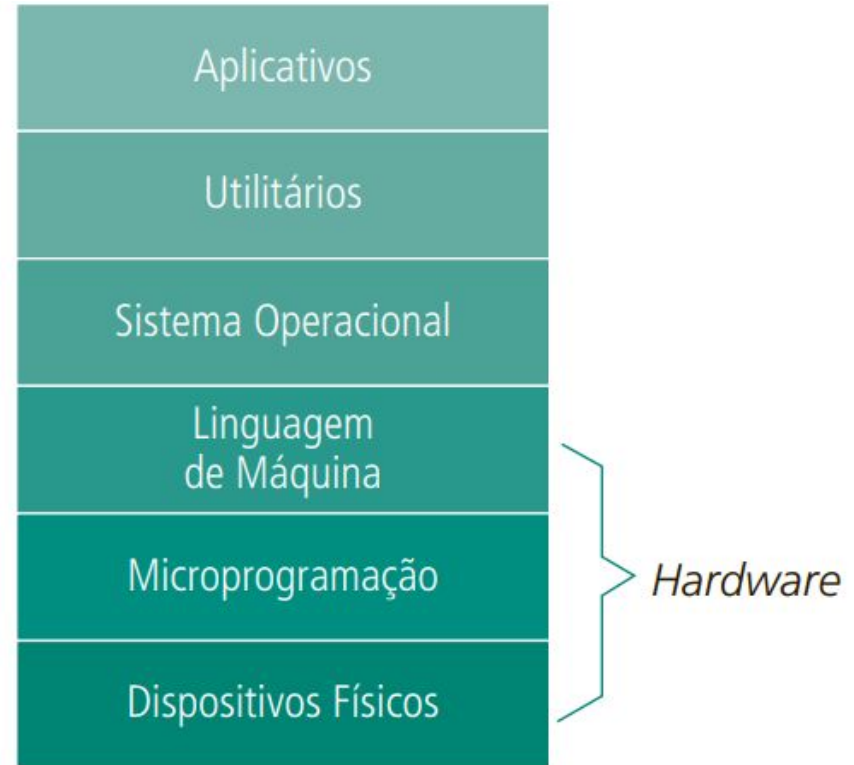 Aplicativos
Utilitários
Sistema Operacional
Linguagem
de Máquina
Microprogramação
Hardware
Dispositivos Físicos